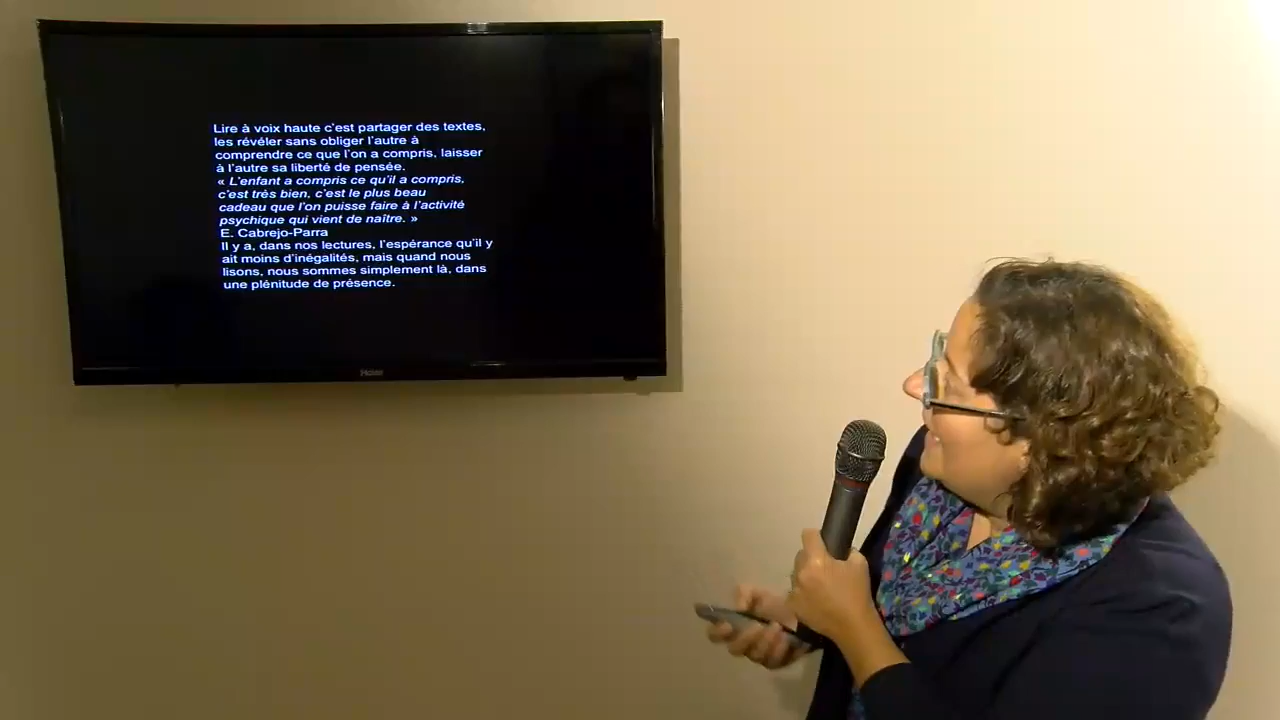 Lire à voix haute c'est partager des textes,
les révéler sans obliger l'autre à
comprendre ce que l'on a compris, laisser
à l'autre sa liberté de pensée.
« L'enfant a compris ce qu'il a compris,
c'est très bien, c'est le plus beau
cadeau que l'on puisse faire à l'activité
psychique qui vient de naître. »
E. Cabrejo-Parra
Il y a, dans nos lectures, l'espérance qu'il y
ait moins d'inégalités, mais quand nous
lisons, nous sommes simplement là, dans
une plénitude de présence.
Haier